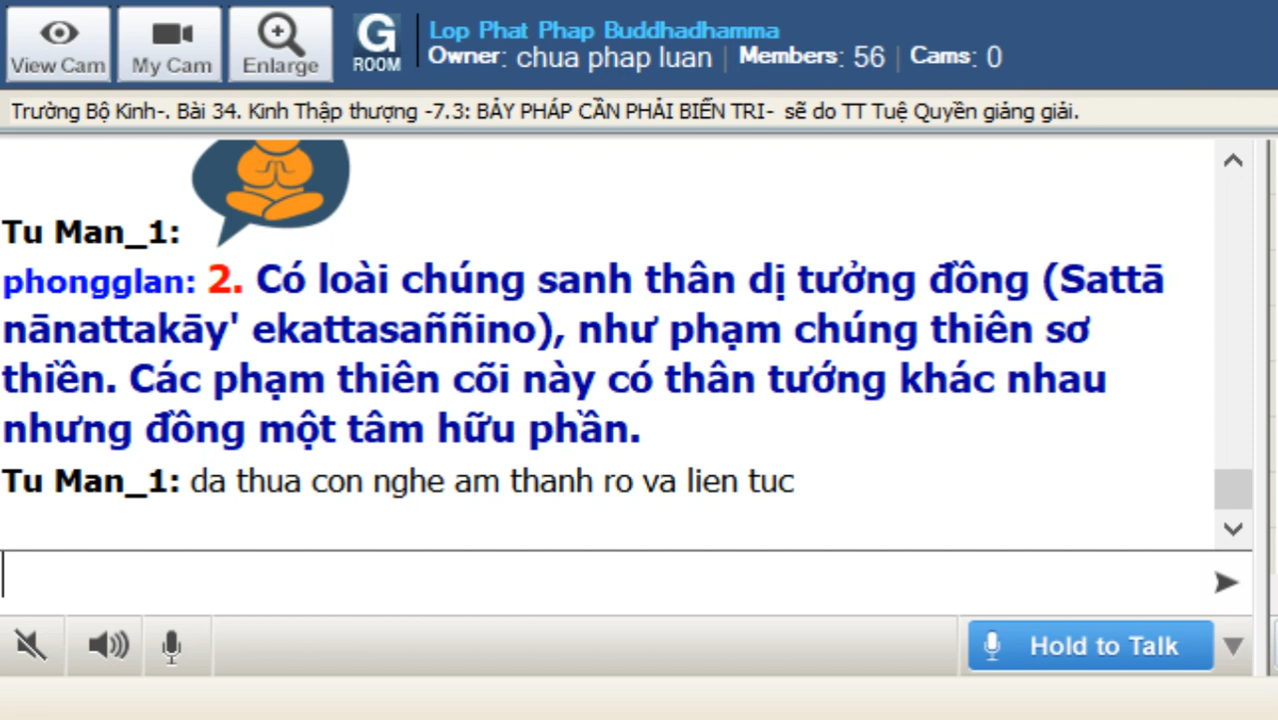 View Cam
My Cam
Enlarge
G
ROOM
Lop Phat Phap Buddhadhamma
Owner: chua phap luan | Members: 56 | Cams: 0
Trường Bộ Kinh-. Bài 34. Kinh Thập thượng -7.3: BẢY PHÁP CẦN PHẢI BIẾN TRI- sẽ do TT Tuệ Quyền giảng giải.
Tu Man_1:
phongglan: 2. Có loài chúng sanh thân dị tưởng đồng (Sattā
nānattakāy' ekattasaññino), như phạm chúng thiên sơ
thiền. Các phạm thiên cõi này có thân tướng khác nhau
nhưng đồng một tâm hữu phần.
Tu Man_1: da thua con nghe am thanh ro va lien tuc
Hold to Talk